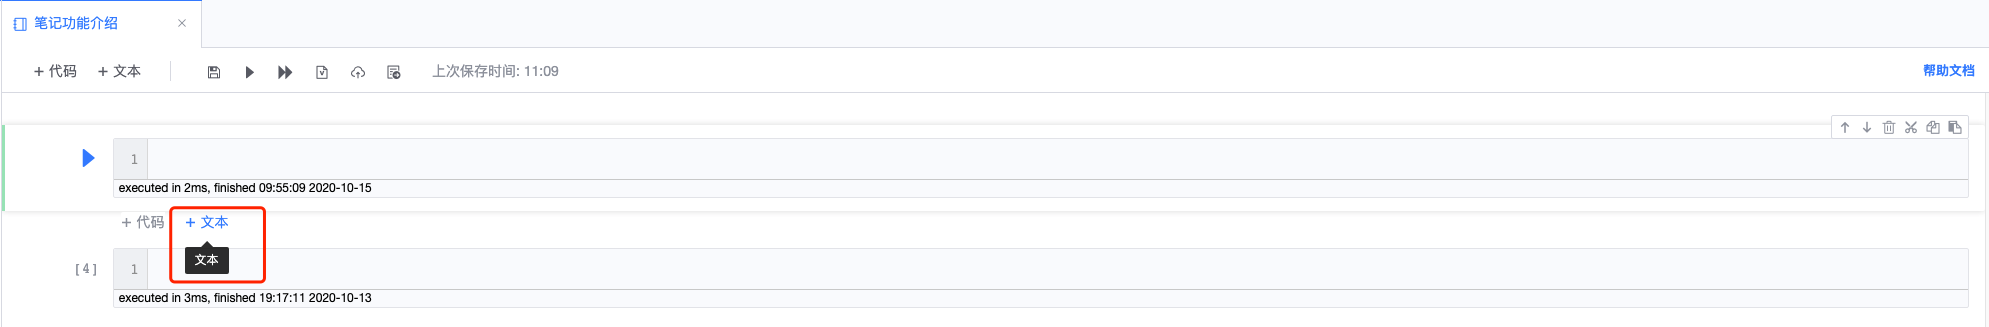 笔记功能介绍 ×
+ 代码 + 文本 上次保存时间: 11:09 帮助文档
1
executed in 2ms, finished 09:55:09 2020-10-15
+ 代码 + 文本
文本
[4] 1
executed in 3ms, finished 19:17:11 2020-10-13